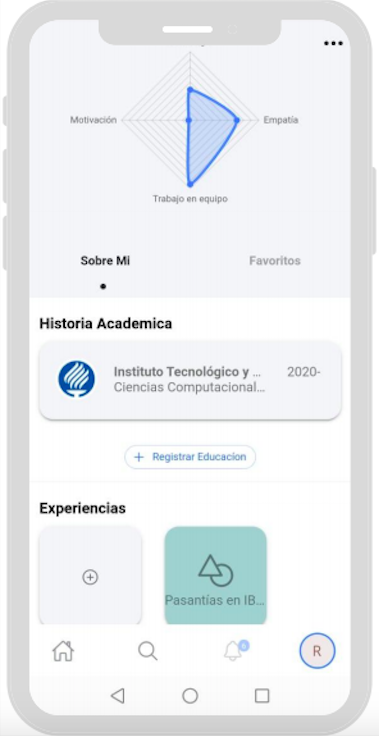 Motivación
Empatía
Trabajo en equipo
Sobre Mi
Favoritos
Historia Academica
Instituto Tecnológico y ...
2020-
Ciencias Computacional...
+ Registrar Educacion
Experiencias
Pasantías en IB...
R